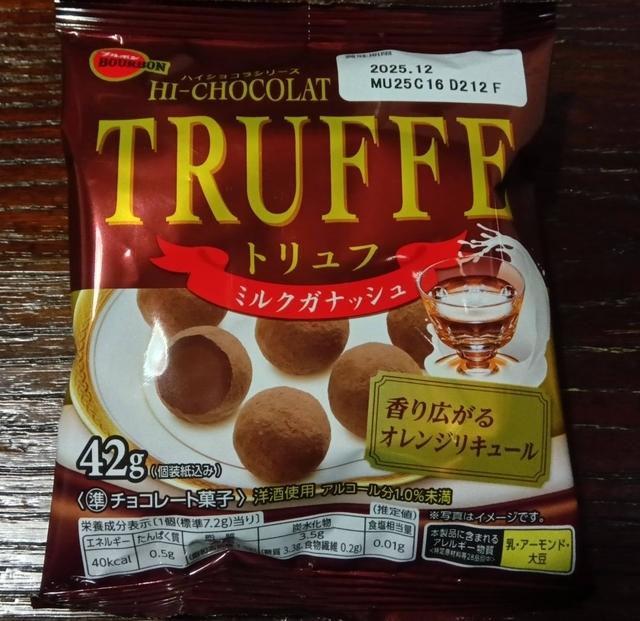 ブルボン
BOURBON
ハイショコラシリーズ
HI-CHOCOLAT
2025.12
MU25C16 D212 F
TRUFFE
トリュフ
ミルクガナッシュ
香り広がる
オレンジリキュール
42g(個装紙込み)
〈準チョコレート菓子〉洋酒使用 アルコール分1.0%未満
栄養成分表示〔1個(標準7.2g)当り〕 (推定値)
エネルギー たんぱく質 炭水化物 食塩相当量
40kcal 0.5g 3.5g 0.01g
糖質 3.3g 食物繊維 0.2g
※写真はイメージです。
本製品に含まれる
アレルギー物質
乳・アーモンド・
大豆